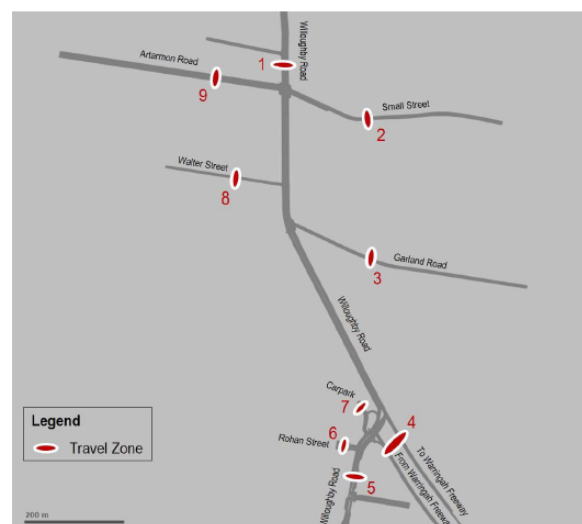 Willoughby Road
1
Artarmon Road
9
Small Street
2
Walter Street
8
Garland Road
3
Willoughby Road
Carpark
7
4
6
Rohan Street
To Warringah Freeway
From Warringah Freeway
5
Willoughby Road
Legend
Travel Zone
200 m